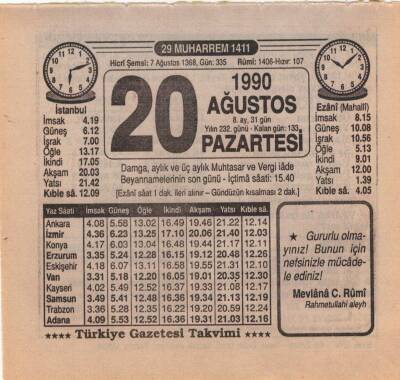 29 MUHARREM 1411
Hicrî Şemsî: 7 Ağustos 1368, Gün: 335 Rûmî: 1406-Hızır: 107
20
1990
AĞUSTOS
8. ay, 31 gün
Yılın 232. günü - Kalan gün: 133
PAZARTESİ
İstanbul
İmsak 4.19
Güneş 6.12
İşrak 7.00
Öğle 13.17
İkindi 17.05
Akşam 20.03
Yatsı 21.42
Kıble sâ. 12.09
Ezânî (Mahallî)
İmsak 8.15
Güneş 10.08
İşrak 10.56
Öğle 5.13
İkindi 9.01
Akşam 12.00
Yatsı 1.39
Kıble sâ. 4.05
Damga, aylık ve üç aylık Muhtasar ve Vergi iâde
Beyannamelerinin son günü - İctimâ sâati: 15.40
[Ezânî sâat 1 dak. ileri alınır – Gündüzün kısalması 2 dak.]
Yaz Sâati İmsak Güneş Öğle İkindi Akşam Yatsı Kıble sâ.
Ankara 4.08 5.58 13.02 16.49 19.46 21.22 12.14
İzmir 4.36 6.23 13.25 17.10 20.06 21.40 12.03
Konya 4.17 6.03 13.04 16.48 19.44 21.17 12.11
Erzurum 3.35 5.24 12.28 16.15 19.12 20.48 12.22
Eskişehir 4.18 6.07 13.11 16.58 19.55 21.31 12.10
Van 3.31 5.18 12.20 16.05 19.01 20.35 12.30
Kayseri 4.02 5.49 12.52 16.37 19.33 21.08
Samsun 3.49 5.41 12.48 16.36 19.34 21.13 12.19
Trabzon 3.36 5.28 12.35 16.22 19.20 20.59
Adana 4.09 5.53 12.52 16.36 19.31 21.03 12.16
★ Gururlu olma-
yınız! Bunun için
nefsinizle mücâde-
le ediniz!
Mevlânâ C. Rûmî
Rahmetullahi aleyh
★★★★ Türkiye Gazetesi Takvimi ★★★★